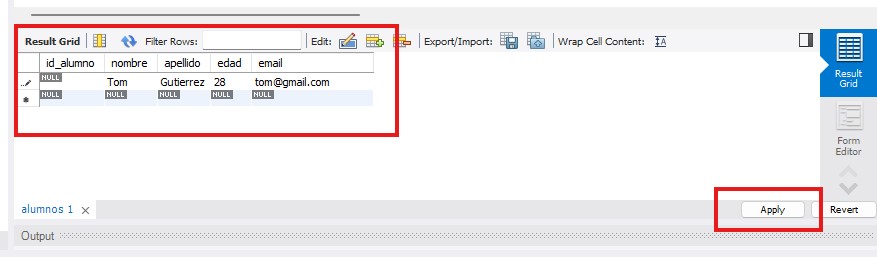 Result Grid Filter Rows: Edit: Export/Import: Wrap Cell Content: IA
id_alumno nombre apellido edad email
NULL Tom Gutierrez 28 tom@gmail.com
NULL NULL NULL NULL NULL
Result
Grid
Form
Editor
alumnos 1 ×
Apply Revert
Output